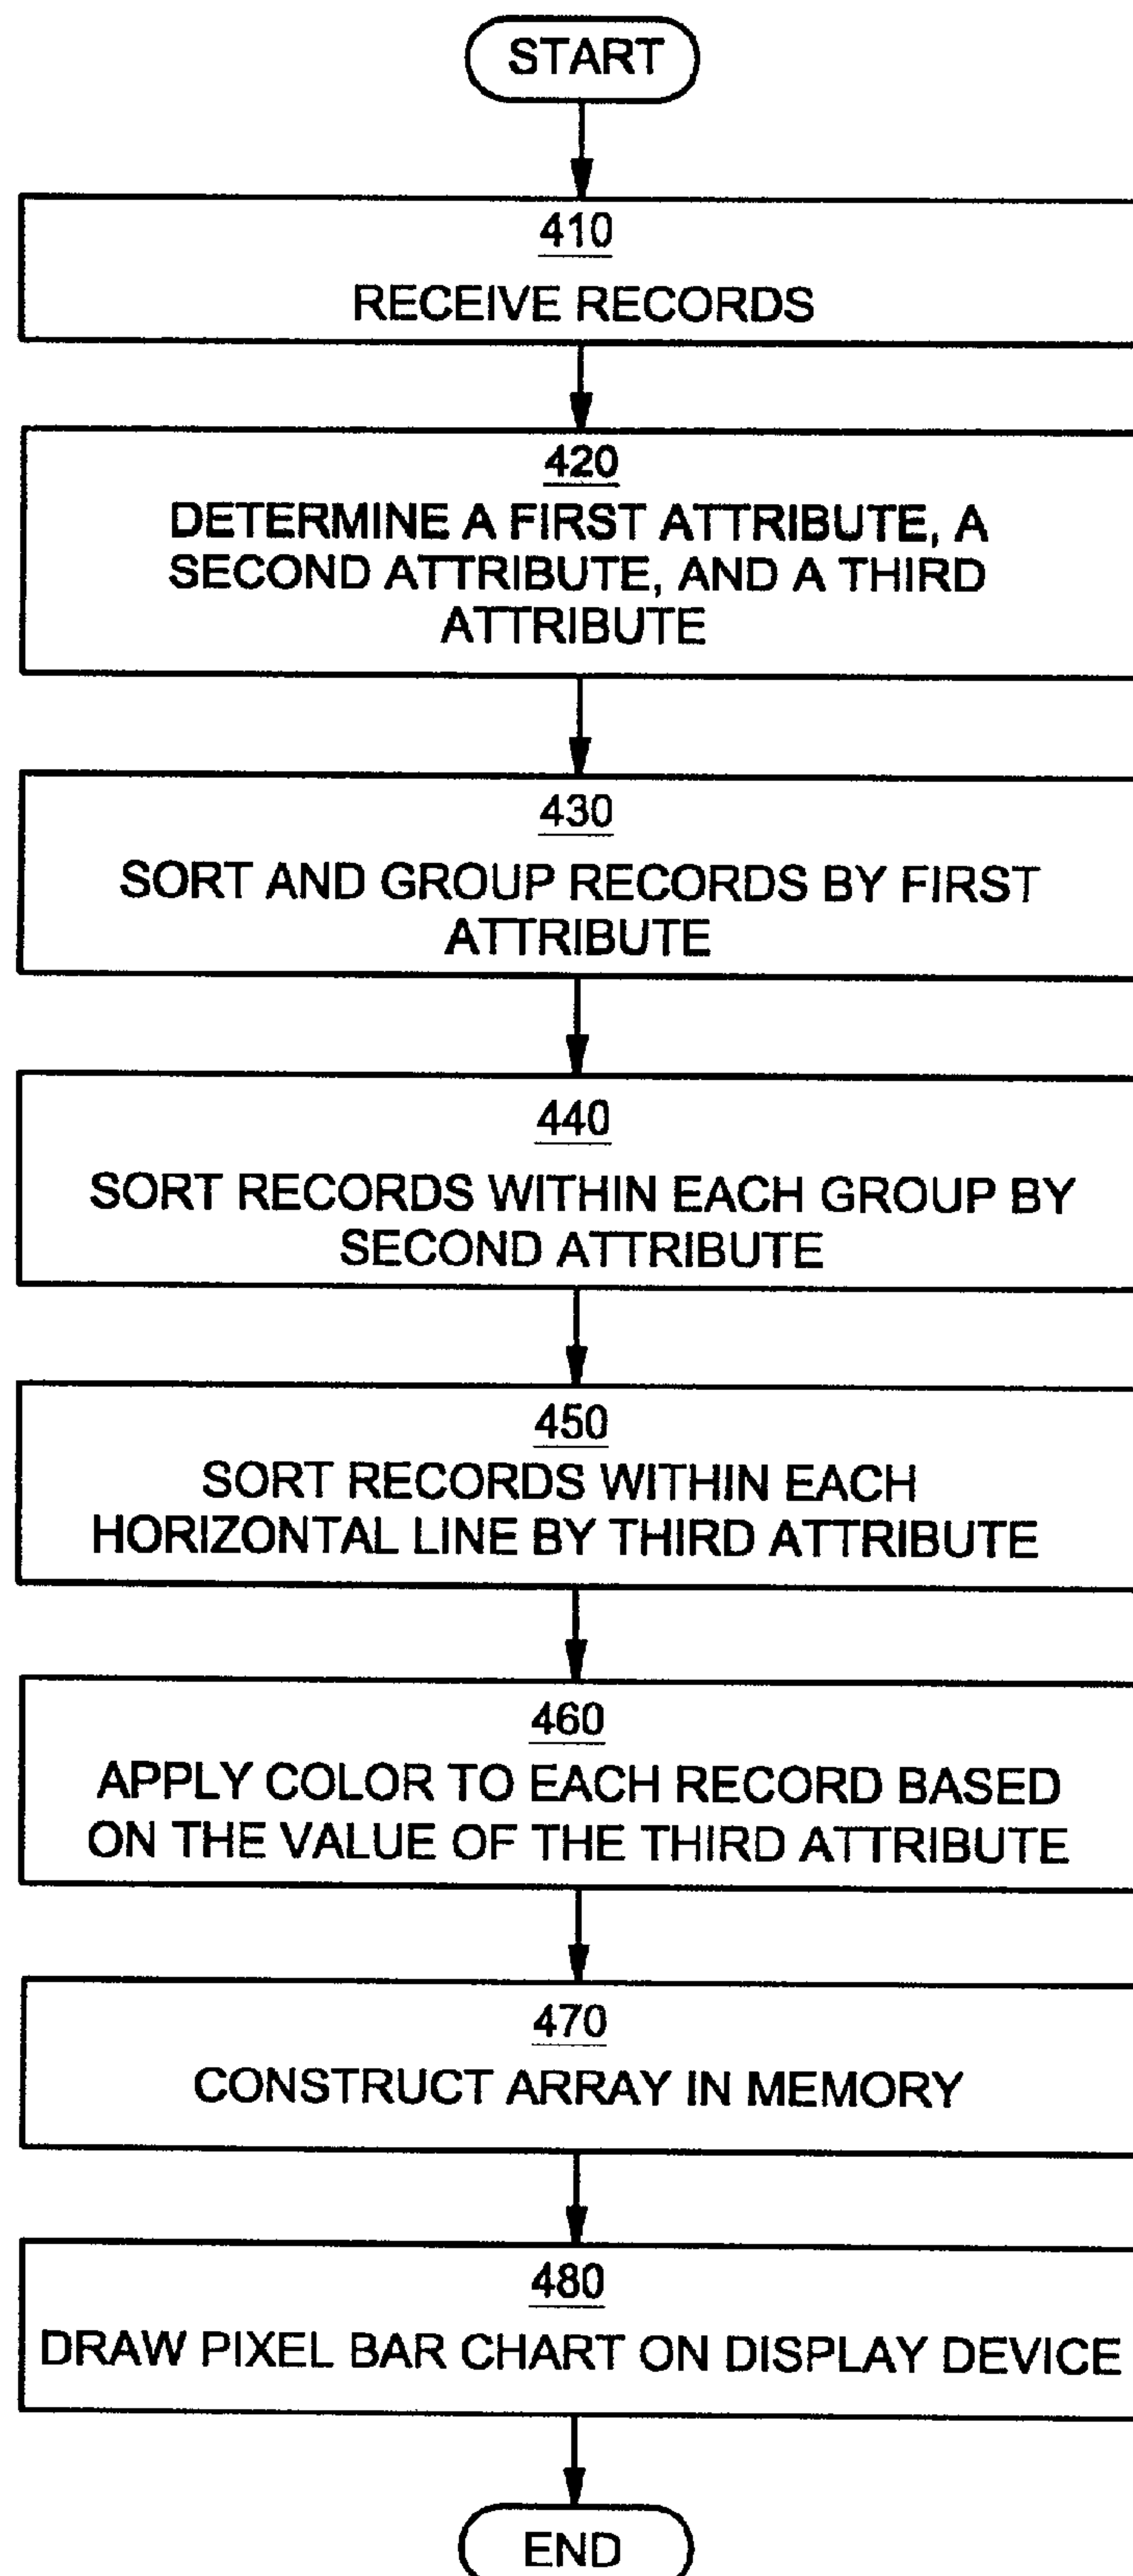 START
410
RECEIVE RECORDS
420
DETERMINE A FIRST ATTRIBUTE, A
SECOND ATTRIBUTE, AND A THIRD
ATTRIBUTE
430
SORT AND GROUP RECORDS BY FIRST
ATTRIBUTE
440
SORT RECORDS WITHIN EACH GROUP BY
SECOND ATTRIBUTE
450
SORT RECORDS WITHIN EACH
HORIZONTAL LINE BY THIRD ATTRIBUTE
460
APPLY COLOR TO EACH RECORD BASED
ON THE VALUE OF THE THIRD ATTRIBUTE
470
CONSTRUCT ARRAY IN MEMORY
480
DRAW PIXEL BAR CHART ON DISPLAY DEVICE
END